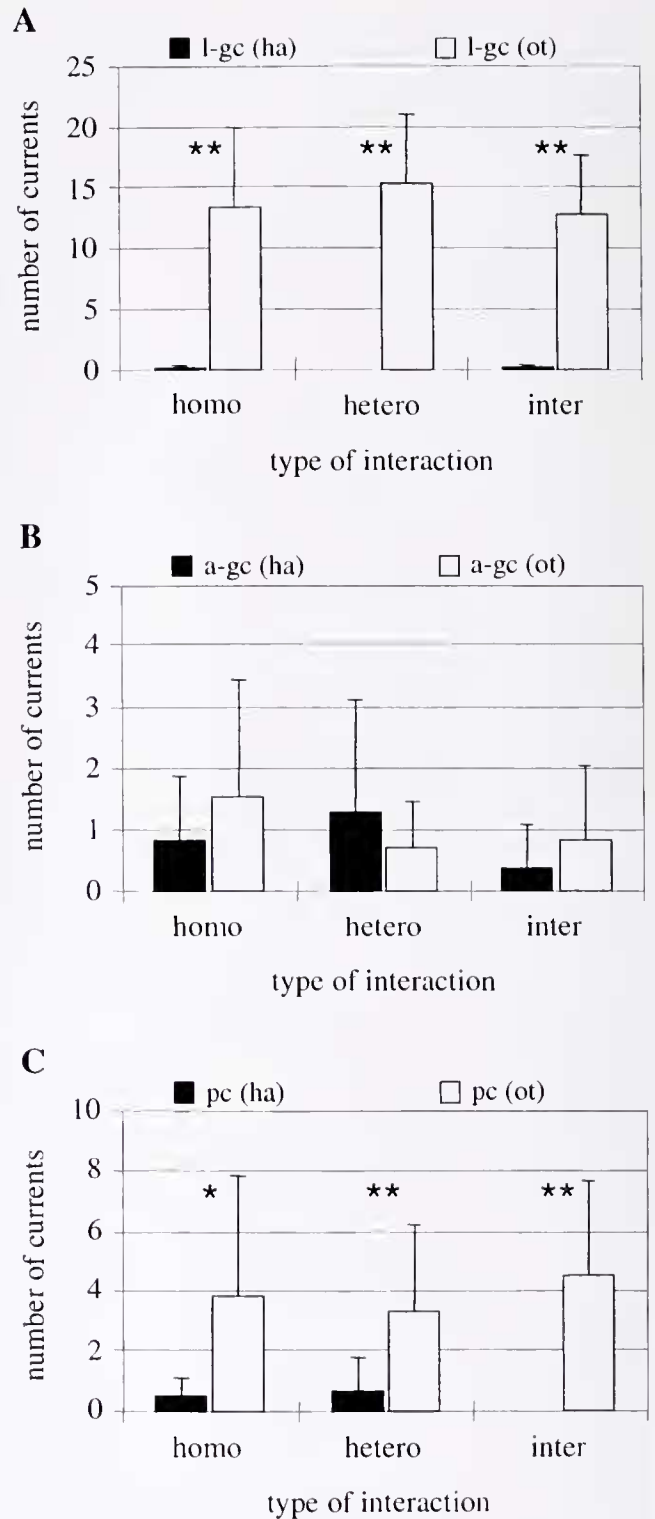 A
l-gc (ha) l-gc (ot)
25
20
15
10
5
0
number of currents
** ** **
homo hetero inter
type of interaction
B
a-gc (ha) a-gc (ot)
5
4
3
2
1
0
number of currents
homo hetero inter
type of interaction
C
pc (ha) pc (ot)
10
8
6
4
2
0
number of currents
* ** **
homo hetero inter
type of interaction